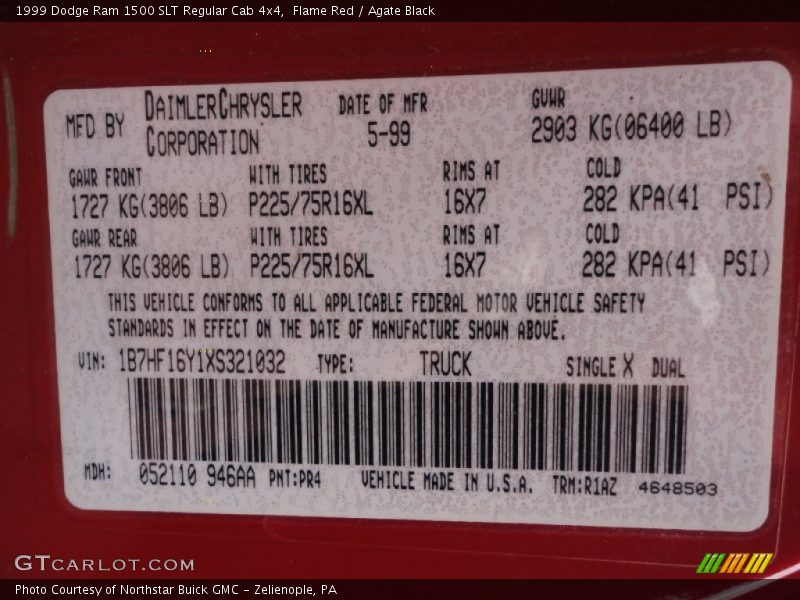 1999 Dodge Ram 1500 SLT Regular Cab 4x4,  Flame Red / Agate Black
MFD BY DAIMLERCHRYSLER CORPORATION DATE OF MFR 5-99 GVWR 2903 KG(06400 LB)
GAWR FRONT WITH TIRES RIMS AT COLD
1727 KG(3806 LB) P225/75R16XL 16X7 282 KPA(41 PSI)
GAWR REAR WITH TIRES RIMS AT COLD
1727 KG(3806 LB) P225/75R16XL 16X7 282 KPA(41 PSI)
THIS VEHICLE CONFORMS TO ALL APPLICABLE FEDERAL MOTOR VEHICLE SAFETY
STANDARDS IN EFFECT ON THE DATE OF MANUFACTURE SHOWN ABOVE.
VIN: 1B7HF16Y1XS321032 TYPE: TRUCK SINGLE X DUAL
MDH: 052110 946AA PNT:PR4 VEHICLE MADE IN U.S.A. TRM:R1AZ 4648503
GTCARLOT.COM
Photo Courtesy of Northstar Buick GMC - Zelienople, PA